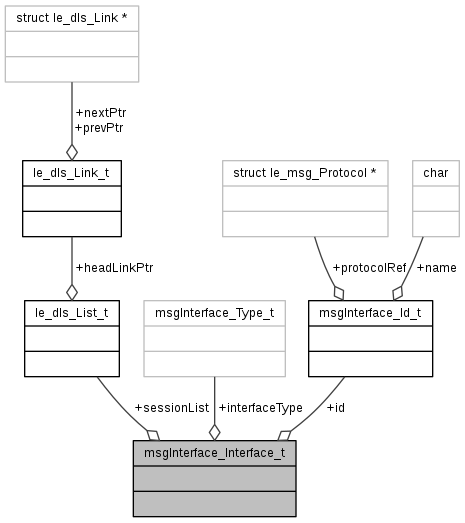 struct le_dls_Link *
+nextPtr
+prevPtr
le_dls_Link_t
struct le_msg_Protocol *
char
+headLinkPtr
+protocolRef
+name
le_dls_List_t
msgInterface_Type_t
msgInterface_Id_t
+sessionList
+interfaceType
+id
msgInterface_Interface_t